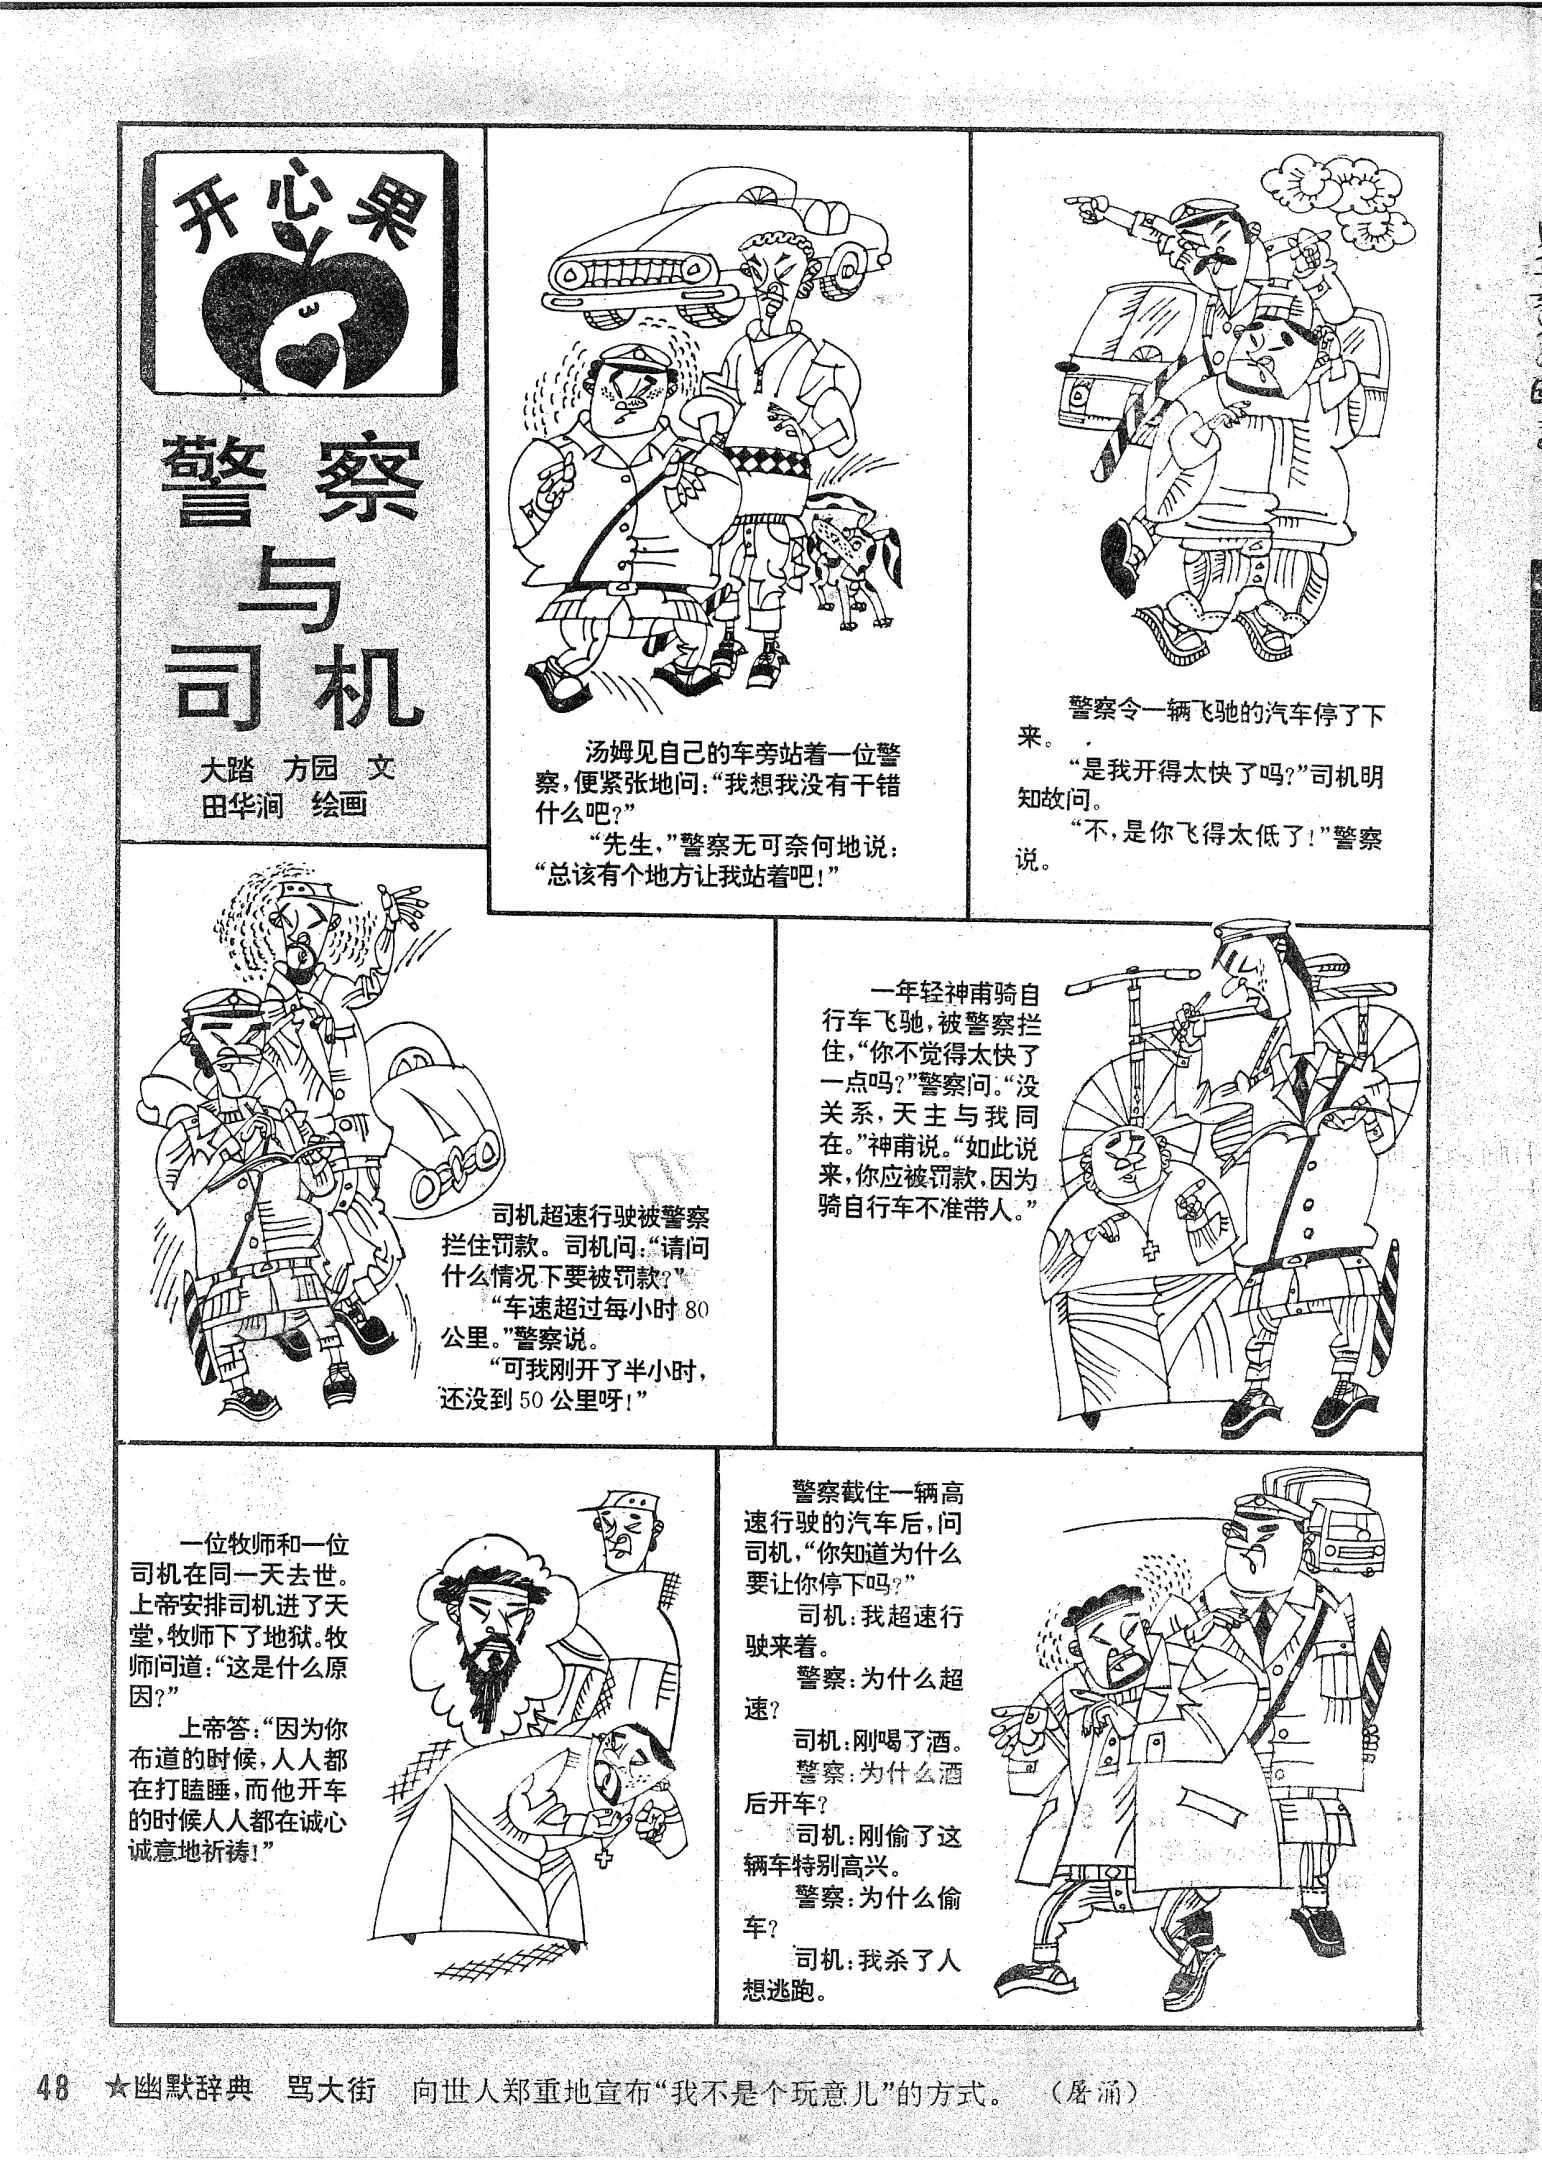 开心果
警察
与
司机
大踏 方园 文
田华涧 绘画
汤姆见自己的车旁站着一位警
察，便紧张地问：“我想我没有干错
什么吧？”
“先生，”警察无可奈何地说：
“总该有个地方让我站着吧！”
警察令一辆飞驰的汽车停了下
来。
“是我开得太快了吗？”司机明
知故问。
“不，是你飞得太低了！”警察
说。
司机超速行驶被警察
拦住罚款。司机问：“请问
什么情况下要被罚款？”
“车速超过每小时80
公里。”警察说。
“可我刚开了半小时，
还没到50公里呀！”
一年轻神甫骑自
行车飞驰，被警察拦
住，“你不觉得太快了
一点吗？”警察问。“没
关系，天主与我同
在。”神甫说。“如此说
来，你应被罚款，因为
骑自行车不准带人。”
一位牧师和一位
司机在同一天去世。
上帝安排司机进了天
堂，牧师下了地狱。牧
师问道：“这是什么原
因？”
上帝答：“因为你
布道的时候，人人都
在打瞌睡，而他开车
的时候人人都在诚心
诚意地祈祷！”
警察截住一辆高
速行驶的汽车后，问
司机，“你知道为什么
要让你停下吗？”
司机：我超速行
驶来着。
警察：为什么超
速？
司机：刚喝了酒。
警察：为什么酒
后开车？
司机：刚偷了这
辆车特别高兴。
警察：为什么偷
车？
司机：我杀了人
想逃跑。
48 ★幽默辞典 骂大街 向世人郑重地宣布“我不是个玩意儿”的方式。 （屠涌）